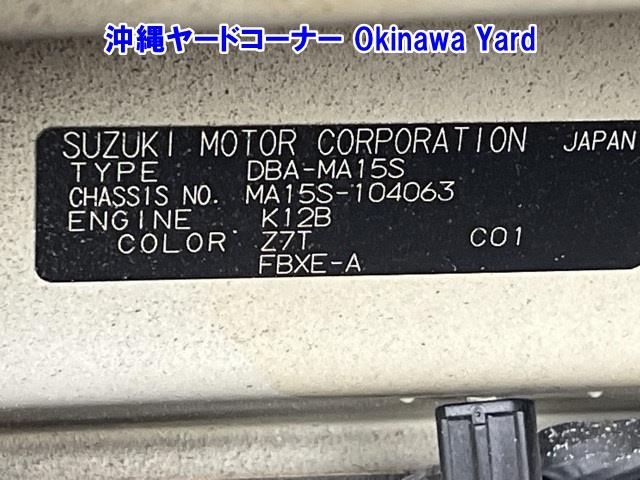 沖縄ヤードコーナー Okinawa Yard
SUZUKI MOTOR CORPORATION JAPAN
TYPE DBA-MA15S
CHASSIS NO. MA15S-104063
ENGINE K12B
COLOR Z7T C01
FBXE-A